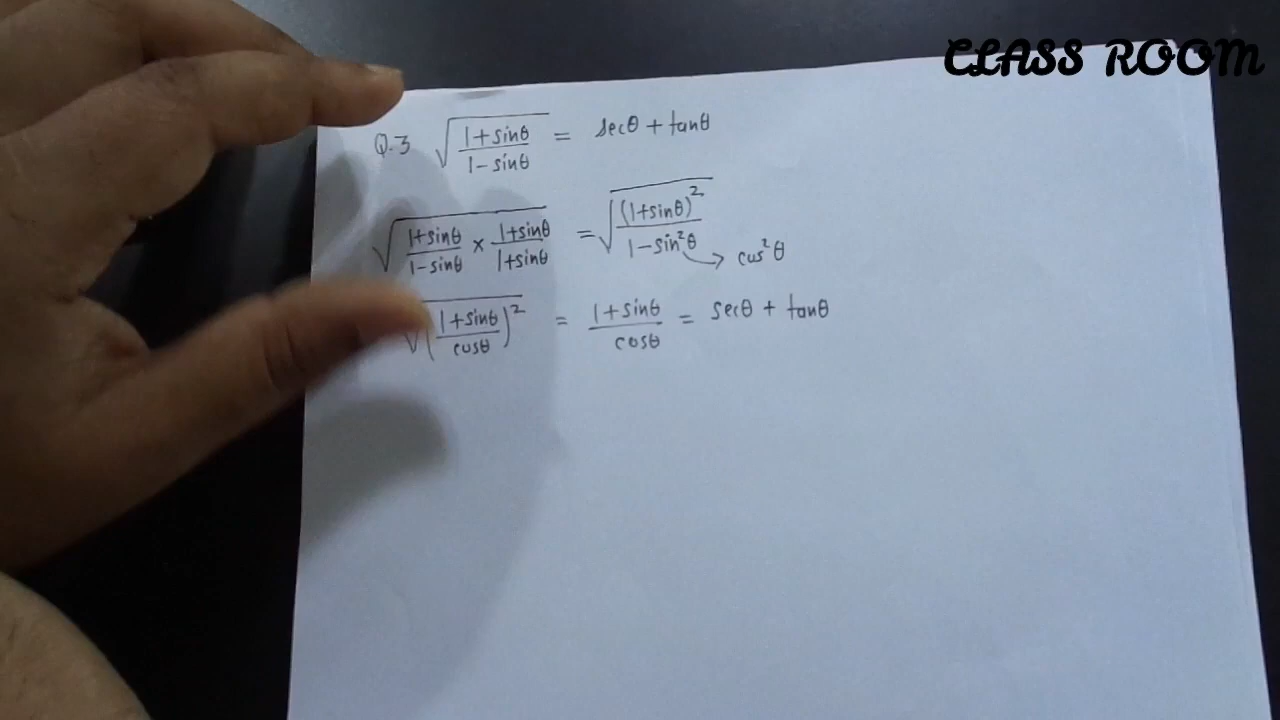 CLASS ROOM
Q.3 √((1+sinθ)/(1-sinθ)) = secθ + tanθ
√((1+sinθ)/(1-sinθ) × (1+sinθ)/(1+sinθ)) = √((1+sinθ)²/(1-sin²θ)) → cos²θ
√((1+sinθ)/cosθ)² = (1+sinθ)/cosθ = secθ + tanθ